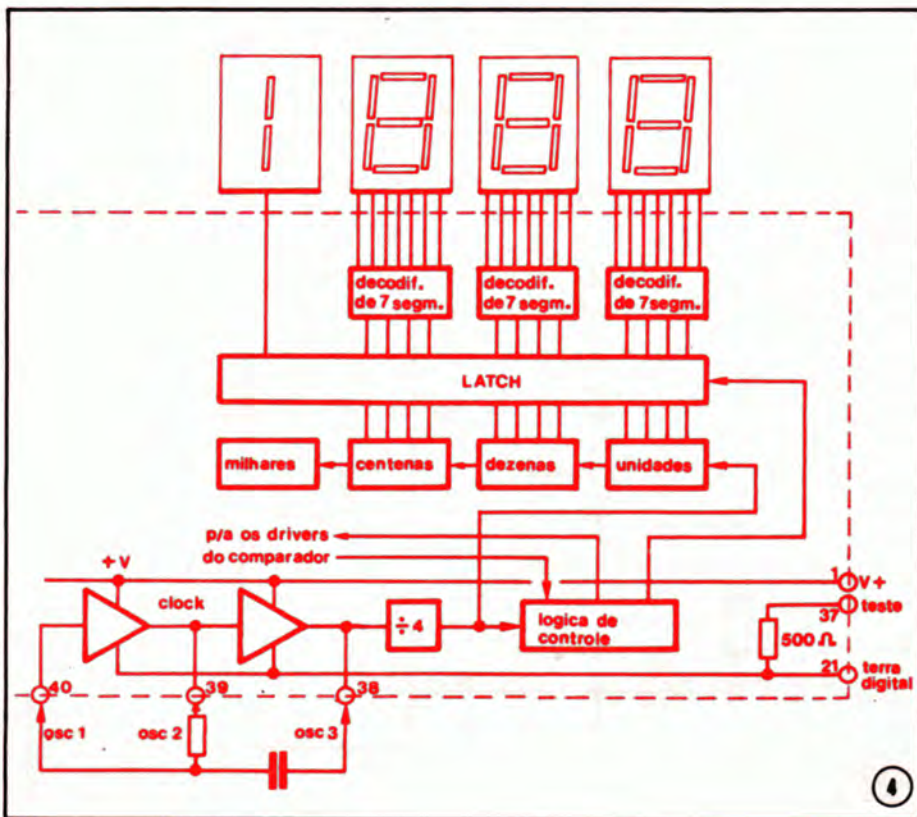 decodif.
de 7 segm.
decodif.
de 7 segm.
decodif.
de 7 segm.
LATCH
milhares
centenas
dezenas
unidades
p/a os drivers
do comparador
+V
clock
÷4
logica de
controle
1
V+
teste
37
500 Ω
21
terra
digital
40
39
38
osc 1
osc 2
osc 3
4